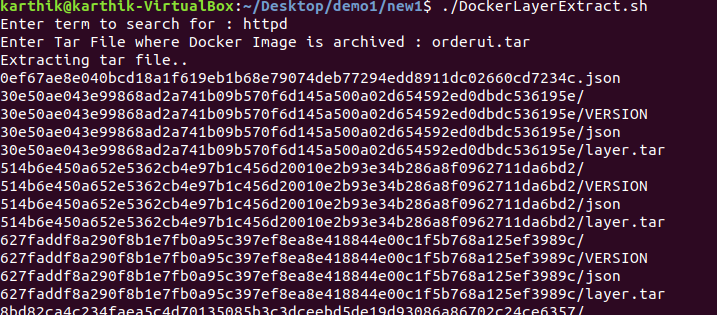 karthik@karthik-VirtualBox:~/Desktop/demo1/new1$ ./DockerLayerExtract.sh
Enter term to search for : httpd
Enter Tar File where Docker Image is archived : orderui.tar
Extracting tar file..
0ef67ae8e040bcd18a1f619eb1b68e79074deb77294edd8911dc02660cd7234c.json
30e50ae043e99868ad2a741b09b570f6d145a500a02d654592ed0dbdc536195e/
30e50ae043e99868ad2a741b09b570f6d145a500a02d654592ed0dbdc536195e/VERSION
30e50ae043e99868ad2a741b09b570f6d145a500a02d654592ed0dbdc536195e/json
30e50ae043e99868ad2a741b09b570f6d145a500a02d654592ed0dbdc536195e/layer.tar
514b6e450a652e5362cb4e97b1c456d20010e2b93e34b286a8f0962711da6bd2/
514b6e450a652e5362cb4e97b1c456d20010e2b93e34b286a8f0962711da6bd2/VERSION
514b6e450a652e5362cb4e97b1c456d20010e2b93e34b286a8f0962711da6bd2/json
514b6e450a652e5362cb4e97b1c456d20010e2b93e34b286a8f0962711da6bd2/layer.tar
627faddf8a290f8b1e7fb0a95c397ef8ea8e418844e00c1f5b768a125ef3989c/
627faddf8a290f8b1e7fb0a95c397ef8ea8e418844e00c1f5b768a125ef3989c/VERSION
627faddf8a290f8b1e7fb0a95c397ef8ea8e418844e00c1f5b768a125ef3989c/json
627faddf8a290f8b1e7fb0a95c397ef8ea8e418844e00c1f5b768a125ef3989c/layer.tar
8bd82ca4c234faea5c4d70135085b3c3dceebd5de19d93086a86702c24ce6357/